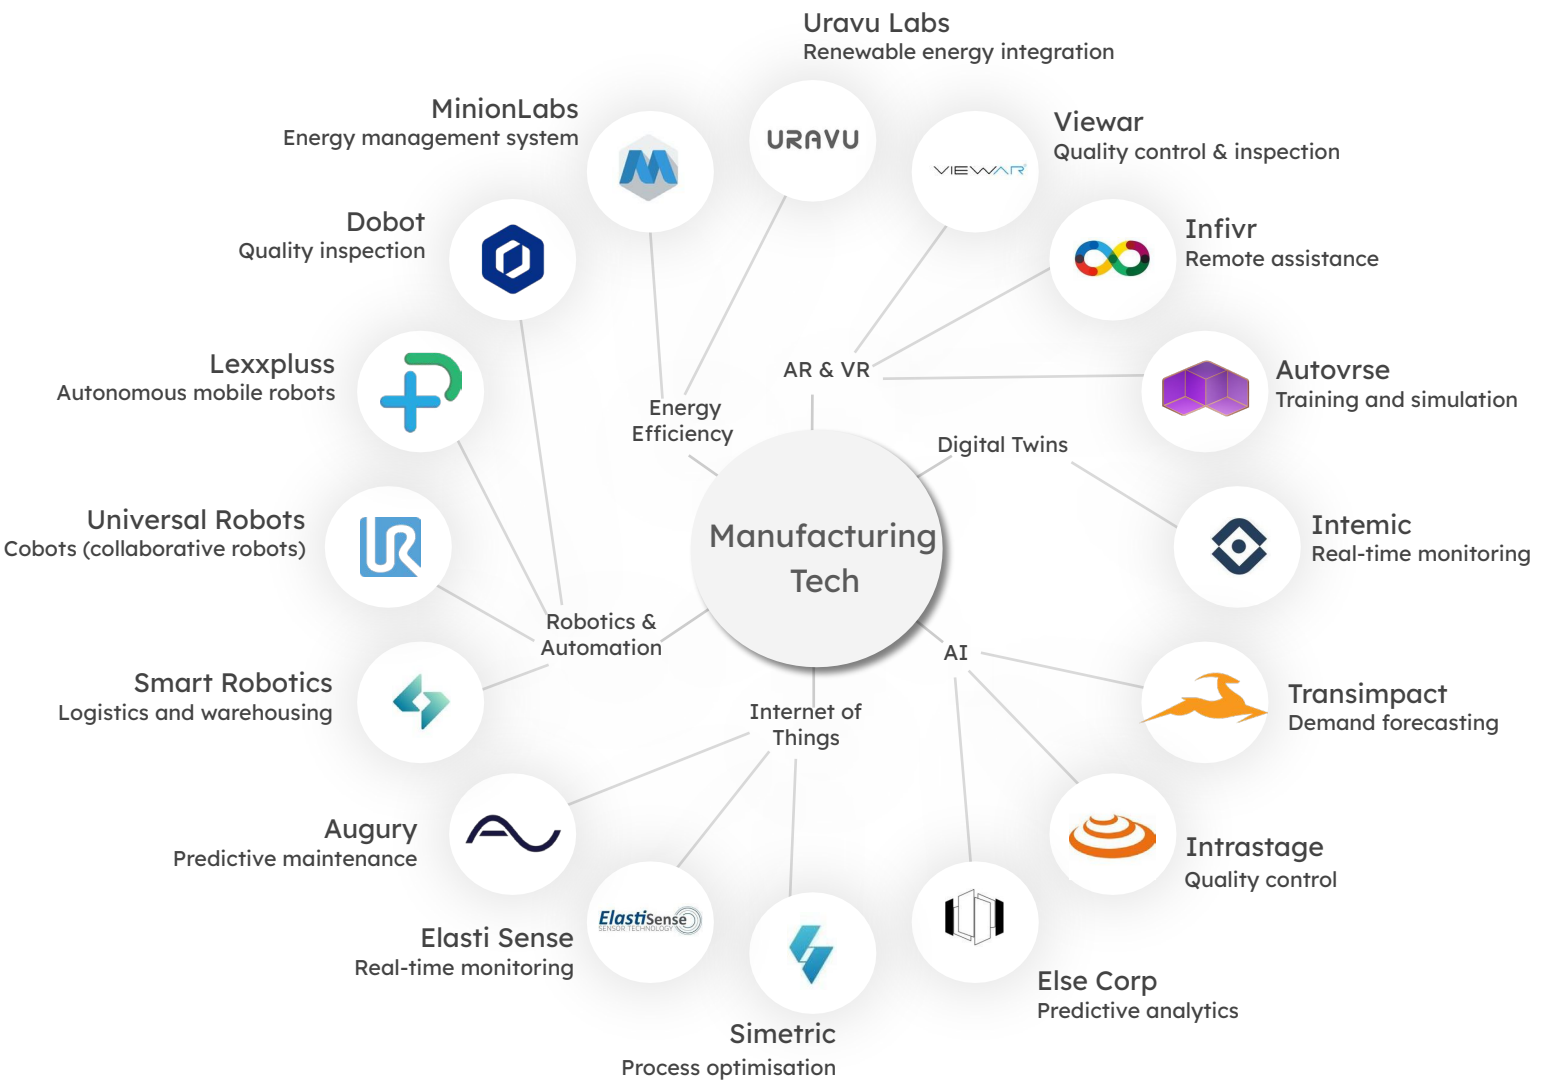 Uravu Labs
Renewable energy integration
URAVU
MinionLabs
Energy management system
Viewar
Quality control & inspection
VIEWAR
Dobot
Quality inspection
Infivr
Remote assistance
Lexxpluss
Autonomous mobile robots
AR & VR
Autovrse
Training and simulation
Energy
Efficiency
Digital Twins
Universal Robots
Cobots (collaborative robots)
UR
Manufacturing
Tech
Intemic
Real-time monitoring
Robotics &
Automation
AI
Smart Robotics
Logistics and warehousing
Internet of
Things
Transimpact
Demand forecasting
Augury
Predictive maintenance
Intrastage
Quality control
ElastiSense
SENSOR TECHNOLOGY
Elasti Sense
Real-time monitoring
Else Corp
Predictive analytics
Simetric
Process optimisation